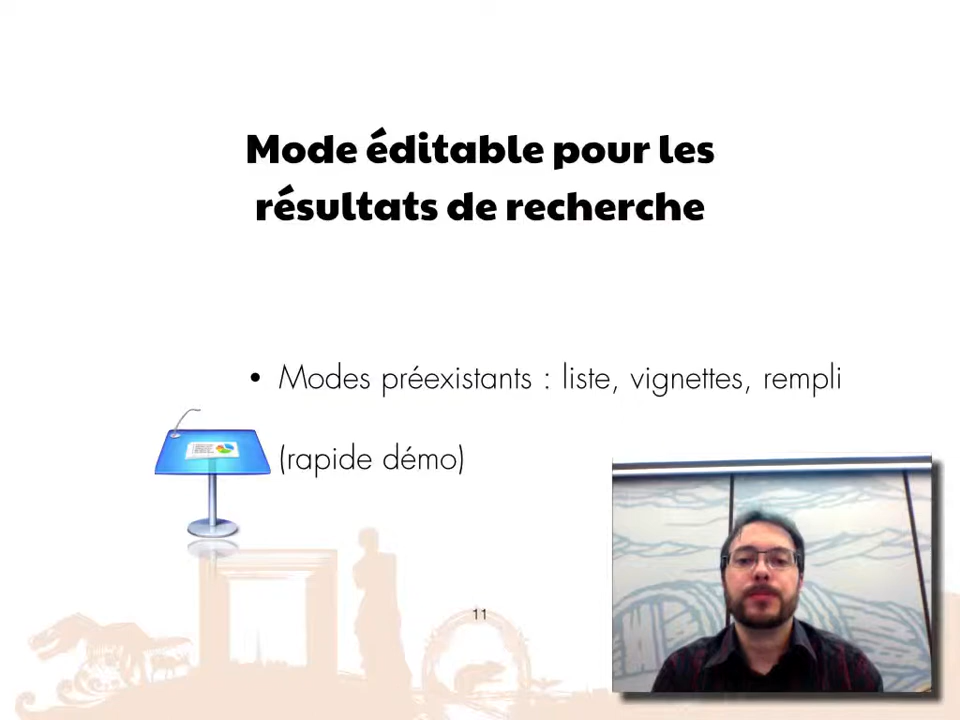 Mode éditable pour les
résultats de recherche
• Modes préexistants : liste, vignettes, rempli
(rapide démo)
11